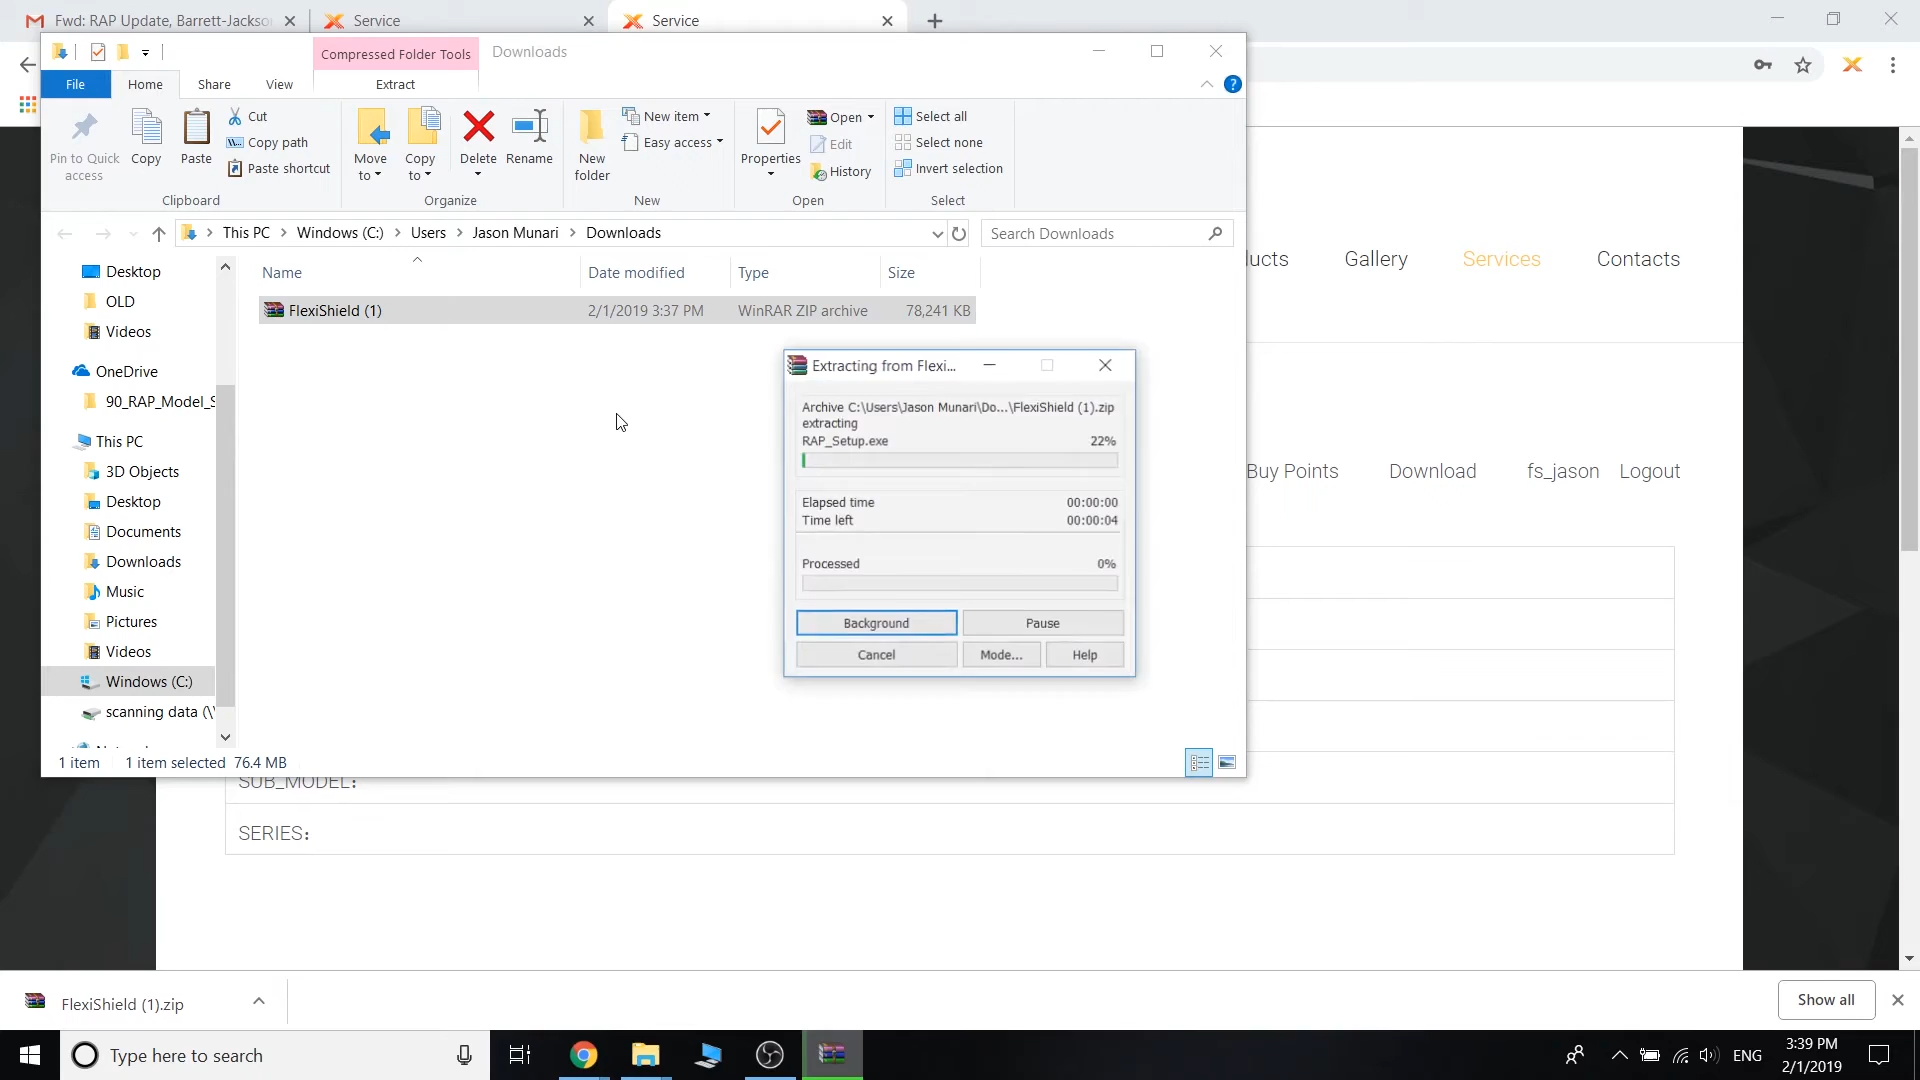 Fwd: RAP Update, Barrett-Jackso
Service
Service
Compressed Folder Tools
Downloads
File
Home
Share
View
Extract
Pin to Quick access
Copy
Paste
Cut
Copy path
Paste shortcut
Clipboard
Move to
Copy to
Delete
Rename
Organize
New folder
New item
Easy access
New
Properties
Open
Edit
History
Open
Select all
Select none
Invert selection
Select
This PC > Windows (C:) > Users > Jason Munari > Downloads
Search Downloads
Name
Date modified
Type
Size
FlexiShield (1)
2/1/2019 3:37 PM
WinRAR ZIP archive
78,241 KB
Desktop
OLD
Videos
OneDrive
90_RAP_Model_S
This PC
3D Objects
Desktop
Documents
Downloads
Music
Pictures
Videos
Windows (C:)
scanning data (\\
1 item
1 item selected 76.4 MB
Extracting from Flexi...
Archive C:\Users\Jason Munari\Do...\FlexiShield (1).zip
extracting
RAP_Setup.exe 22%
Elapsed time 00:00:00
Time left 00:00:04
Processed 0%
Background
Pause
Cancel
Mode...
Help
ucts
Gallery
Services
Contacts
Buy Points
Download
fs_jason
Logout
SUB_MODEL:
SERIES:
FlexiShield (1).zip
Show all
Type here to search
ENG
3:39 PM
2/1/2019